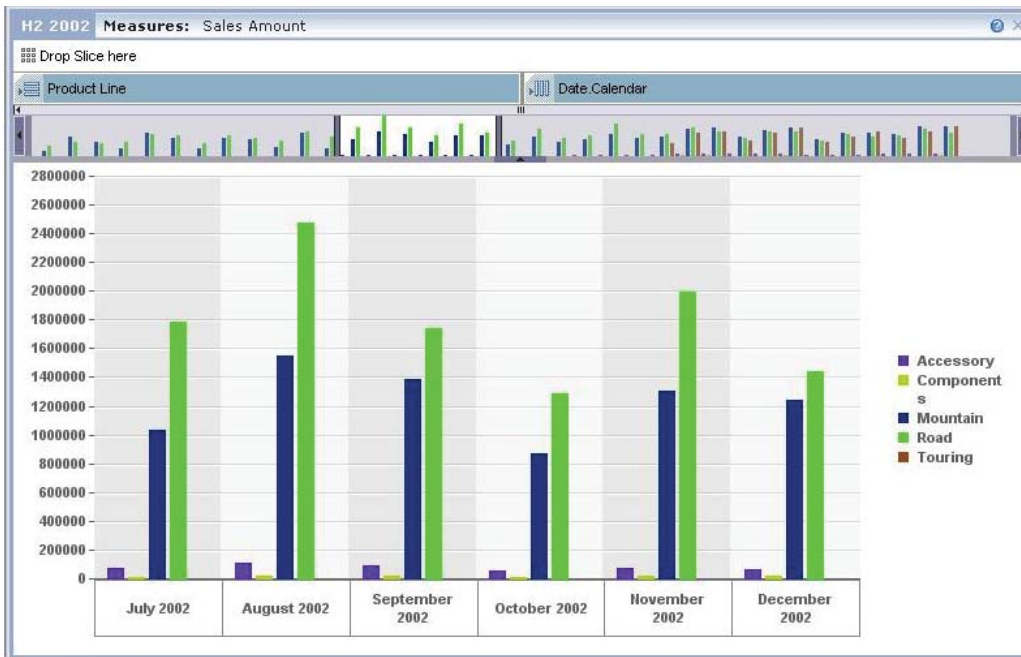 H2 2002 Measures: Sales Amount
Drop Slice here
Product Line
Date.Calendar
2800000
2600000
2400000
2200000
2000000
1800000
1600000
1400000
1200000
1000000
800000
600000
400000
200000
0
July 2002
August 2002
September
2002
October 2002
November
2002
December
2002
Accessory
Component
s
Mountain
Road
Touring